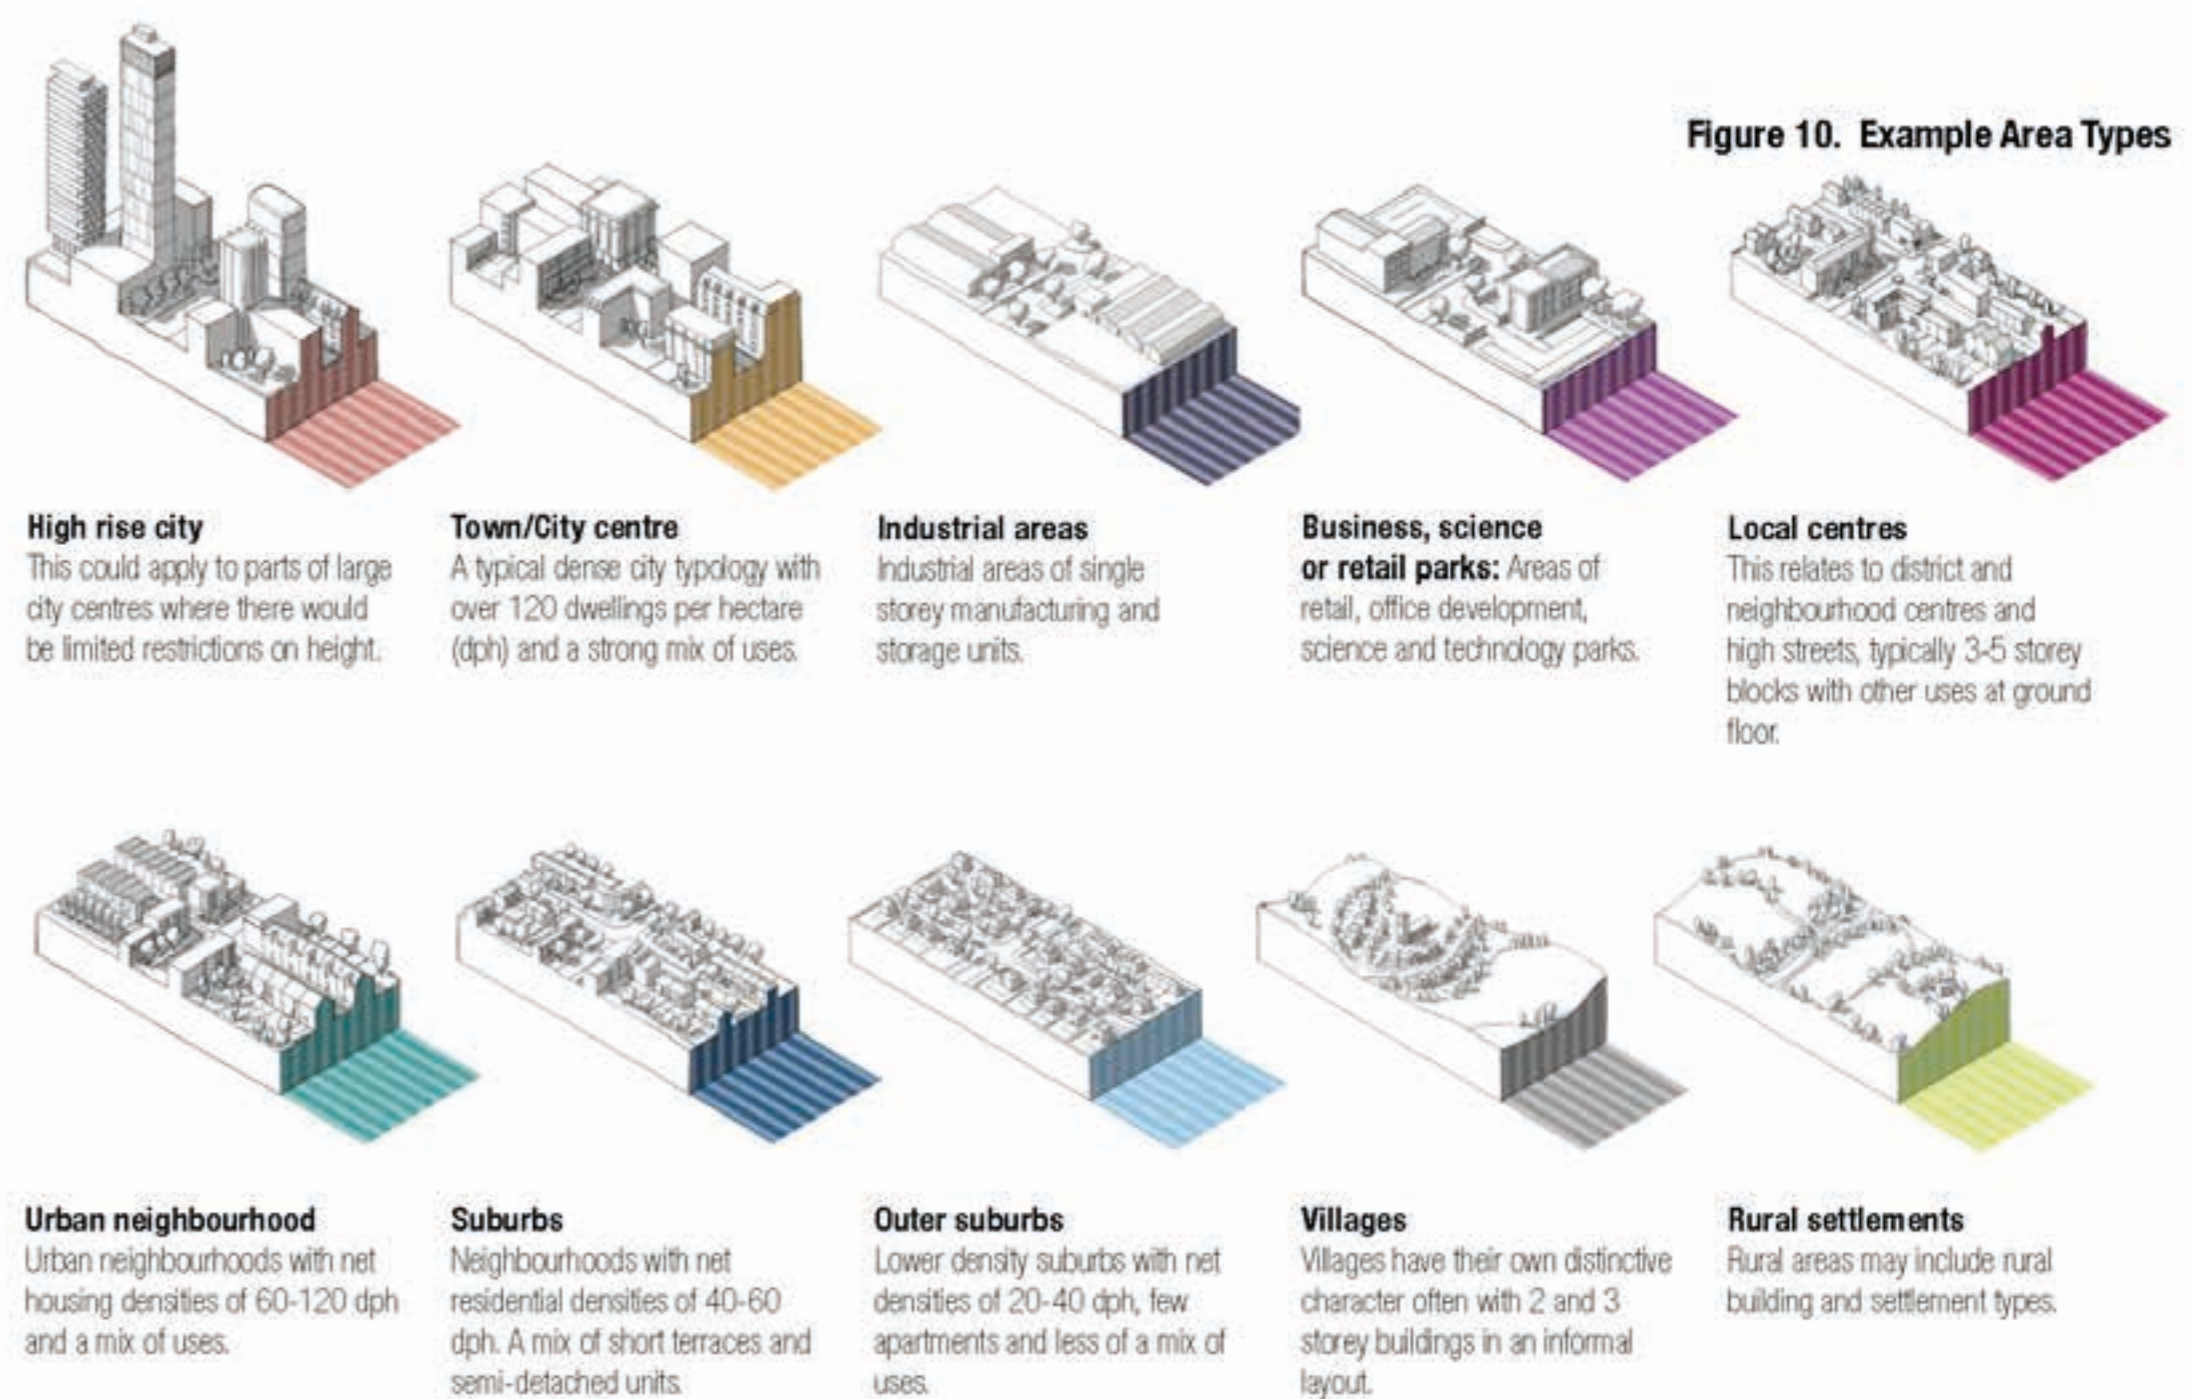 Figure 10. Example Area Types
High rise city
This could apply to parts of large
city centres where there would
be limited restrictions on height.
Town/City centre
A typical dense city typology with
over 120 dwellings per hectare
(dph) and a strong mix of uses.
Industrial areas
Industrial areas of single
storey manufacturing and
storage units.
Business, science
or retail parks: Areas of
retail, office development,
science and technology parks.
Local centres
This relates to district and
neighbourhood centres and
high streets, typically 3-5 storey
blocks with other uses at ground
floor.
Urban neighbourhood
Urban neighbourhoods with net
housing densities of 60-120 dph
and a mix of uses.
Suburbs
Neighbourhoods with net
residential densities of 40-60
dph. A mix of short terraces and
semi-detached units.
Outer suburbs
Lower density suburbs with net
densities of 20-40 dph, few
apartments and less of a mix of
uses.
Villages
Villages have their own distinctive
character often with 2 and 3
storey buildings in an informal
layout.
Rural settlements
Rural areas may include rural
building and settlement types.